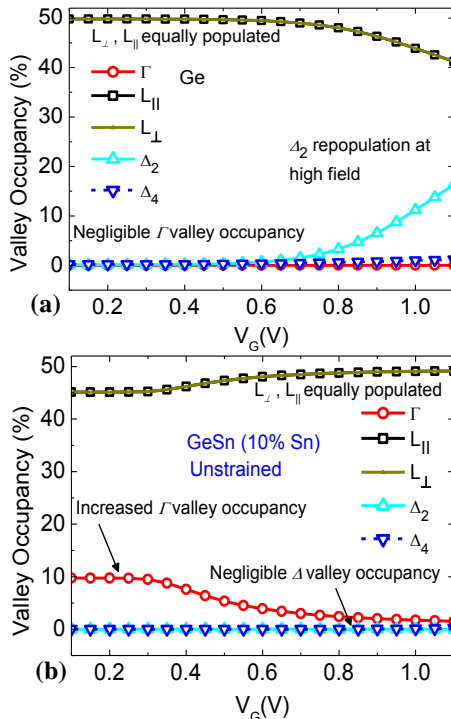 50
L⊥ , L|| equally populated
Γ
Ge
40
L||
30
L⊥
Δ2
Δ2 repopulation at
high field
20
Δ4
10
Negligible Γ valley occupancy
0
Valley Occupancy (%)
0.2 0.4 0.6 0.8 1.0
(a)
VG(V)
50
L⊥ , L|| equally populated
40
Γ
GeSn (10% Sn)
L||
30
Unstrained
L⊥
20
Δ2
Increased Γ valley occupancy
Δ4
10
Negligible Δ valley occupancy
0
Valley Occupancy (%)
0.2 0.4 0.6 0.8 1.0
(b)
VG(V)